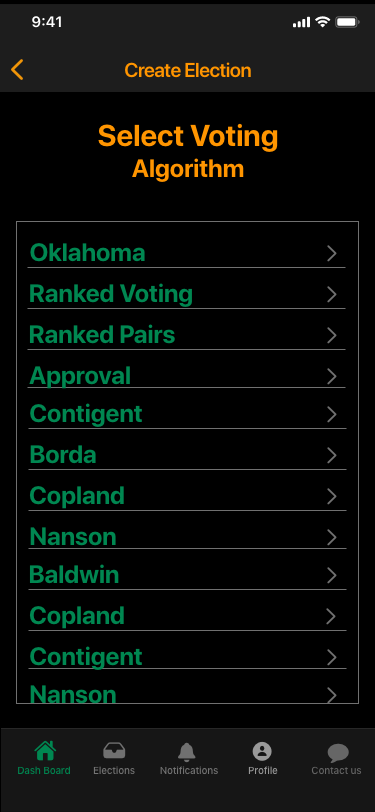 9:41
Create Election
Select Voting
Algorithm
Oklahoma
Ranked Voting
Ranked Pairs
Approval
Contigent
Borda
Copland
Nanson
Baldwin
Copland
Contigent
Nanson
Dash Board Elections Notifications Profile Contact us